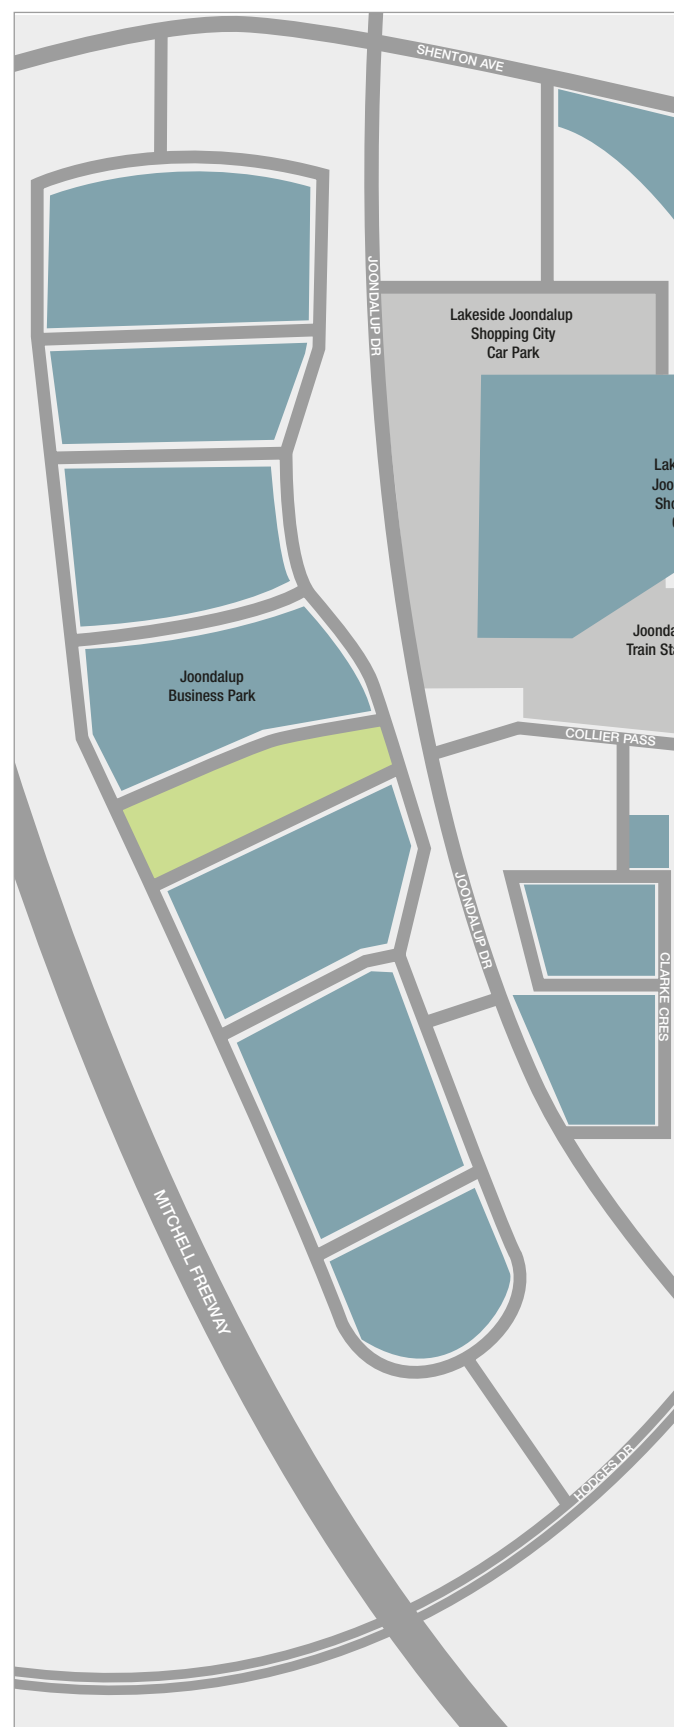 SHENTON AVE
JOONDALUP DR
Lakeside Joondalup
Shopping City
Car Park
Joondalup
Business Park
COLLIER PASS
JOONDALUP DR
CLARKE CRES
MITCHELL FREEWAY
HODGES DR